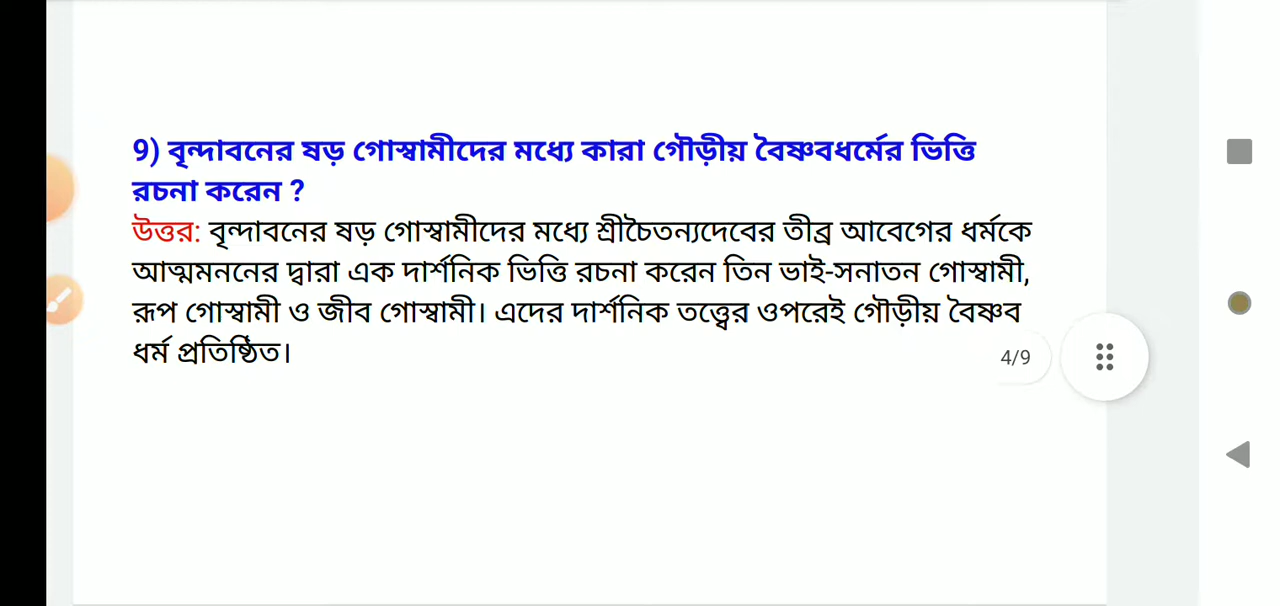 9) বৃন্দাবনের ষড় গোস্বামীদের মধ্যে কারা গৌড়ীয় বৈষ্ণবধর্মের ভিত্তি
রচনা করেন ?
উত্তর: বৃন্দাবনের ষড় গোস্বামীদের মধ্যে শ্রীচৈতন্যদেবের তীব্র আবেগের ধর্মকে
আত্মমননের দ্বারা এক দার্শনিক ভিত্তি রচনা করেন তিন ভাই-সনাতন গোস্বামী,
রূপ গোস্বামী ও জীব গোস্বামী। এদের দার্শনিক তত্ত্বের ওপরেই গৌড়ীয় বৈষ্ণব
ধর্ম প্রতিষ্ঠিত।
4/9